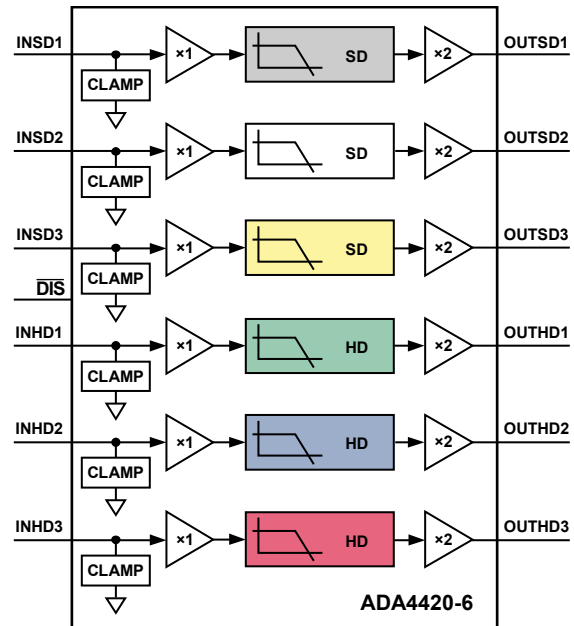 INSD1 ×1 SD ×2 OUTSD1
CLAMP
INSD2 ×1 SD ×2 OUTSD2
CLAMP
INSD3 ×1 SD ×2 OUTSD3
CLAMP
DIS
INHD1 ×1 HD ×2 OUTHD1
CLAMP
INHD2 ×1 HD ×2 OUTHD2
CLAMP
INHD3 ×1 HD ×2 OUTHD3
CLAMP
ADA4420-6